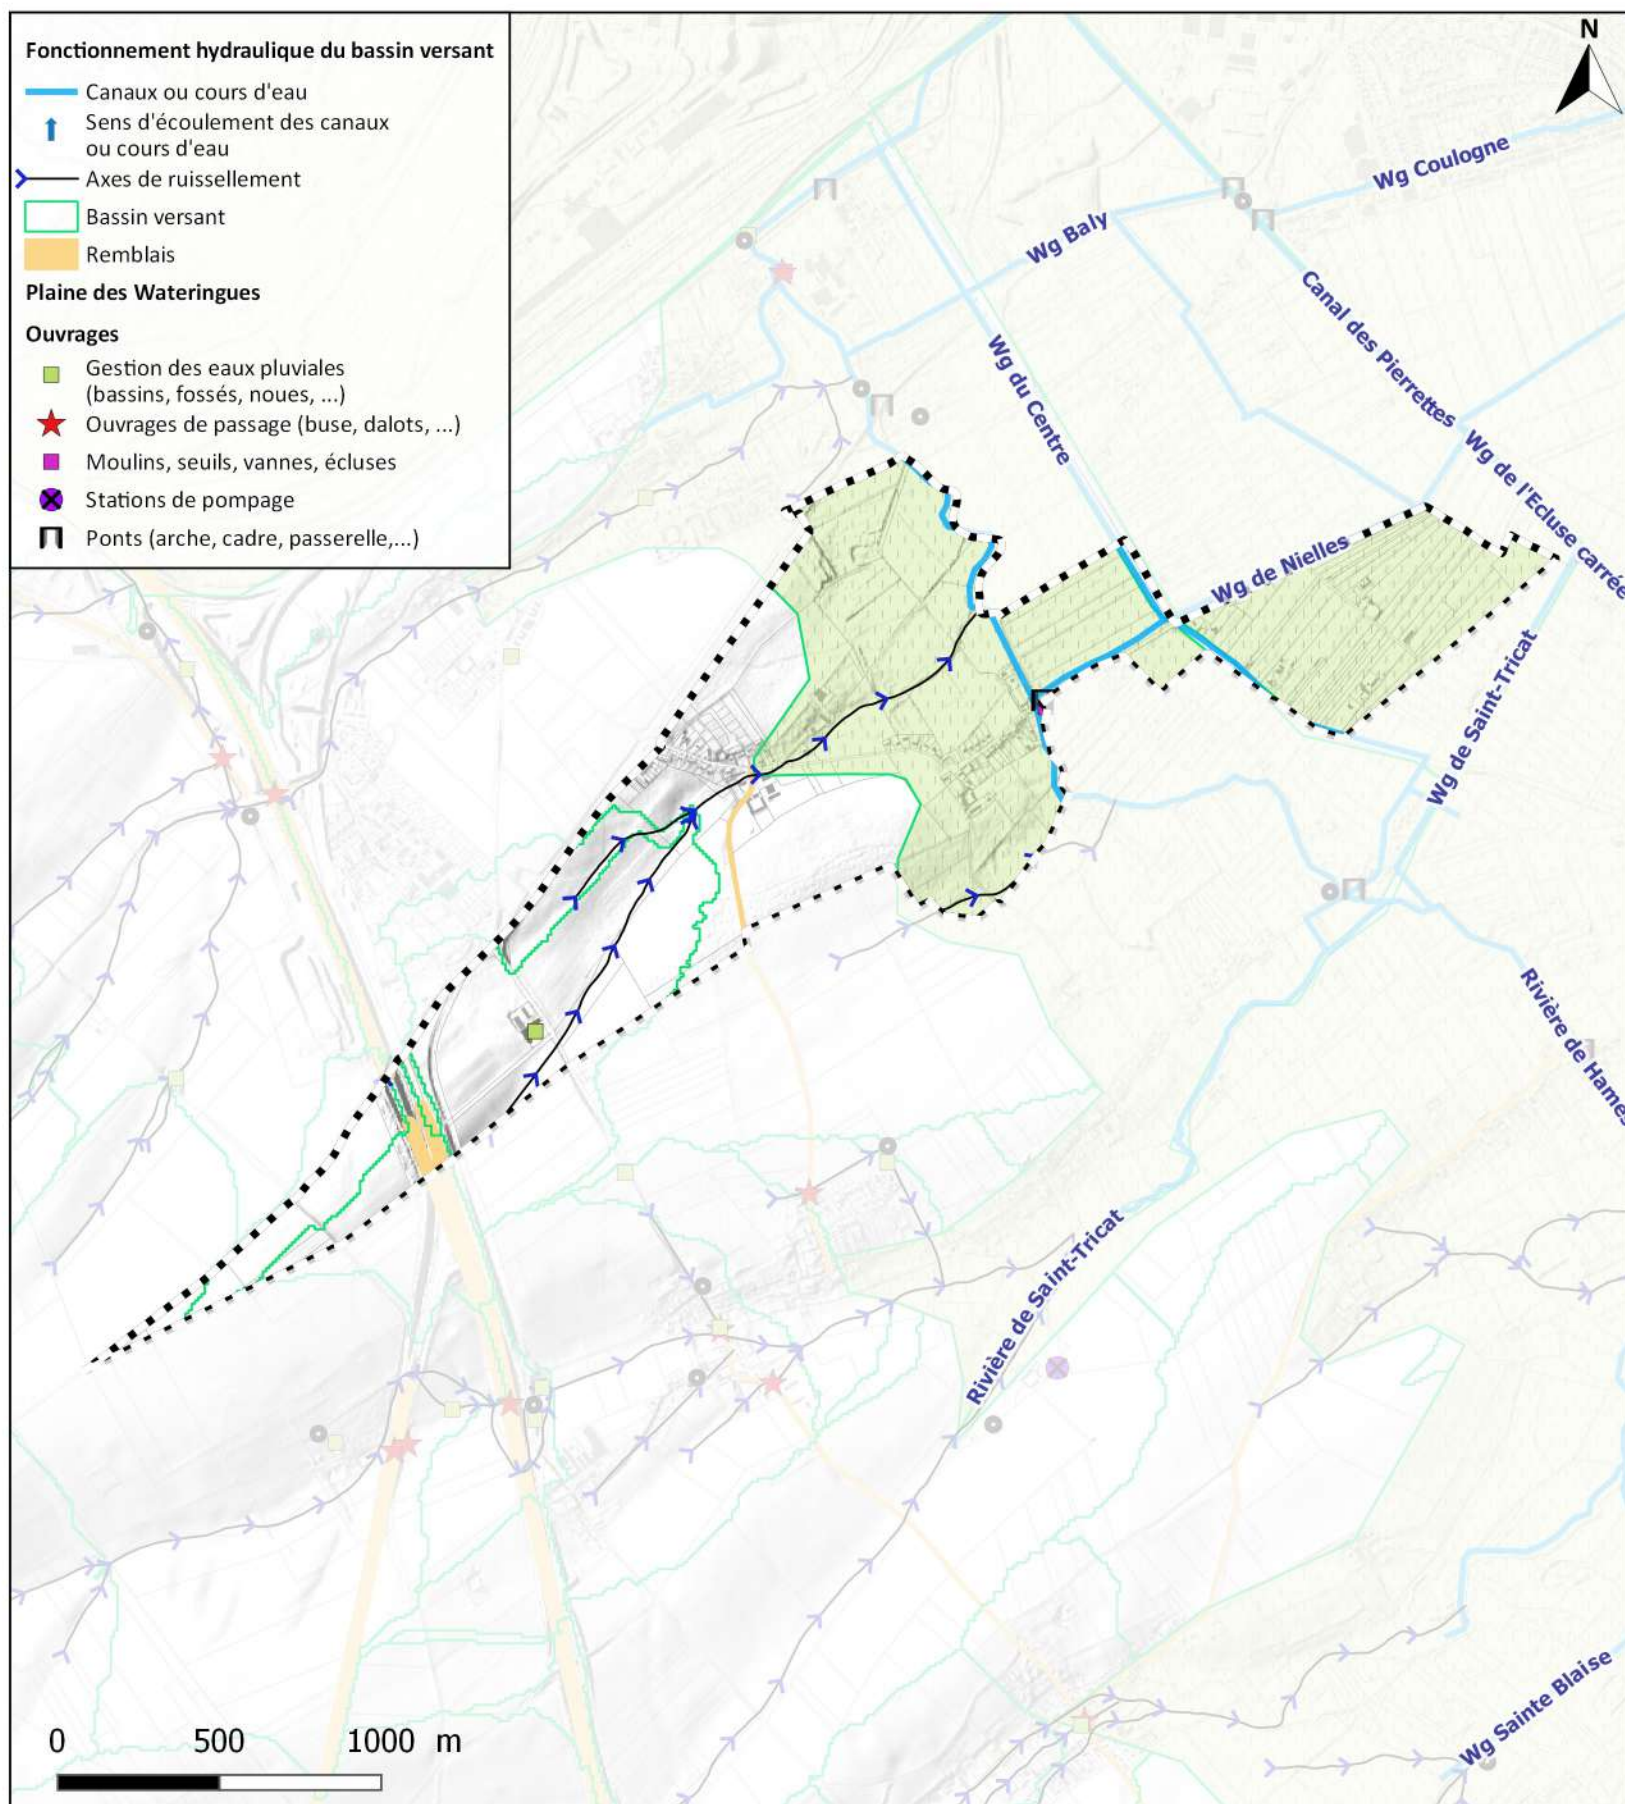 Fonctionnement hydraulique du bassin versant
Canaux ou cours d'eau
Sens d'écoulement des canaux
ou cours d'eau
Axes de ruissellement
Bassin versant
Remblais
Plaine des Wateringues
Ouvrages
Gestion des eaux pluviales
(bassins, fossés, noues, ...)
Ouvrages de passage (buse, dalots, ...)
Moulins, seuils, vannes, écluses
Stations de pompage
Ponts (arche, cadre, passerelle,...)
N
Wg Coulogne
Wg Baly
Canal des Pierrettes
Wg du Centre
Wg de l'Ecluse carrée
Wg de Nielles
Wg de Saint-Tricat
Rivière de Hames
Rivière de Saint-Tricat
Wg Sainte Blaise
0 500 1000 m